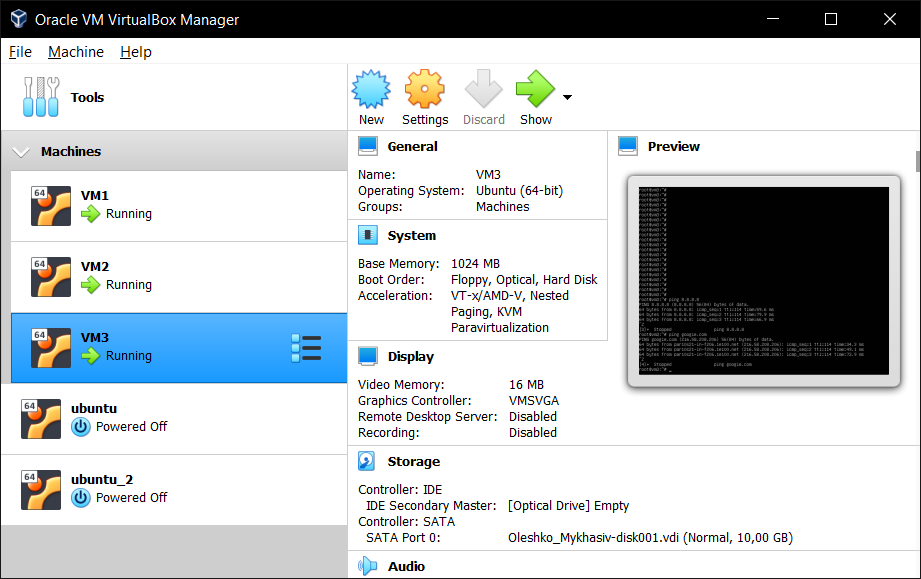 Oracle VM VirtualBox Manager
File Machine Help
Tools
New Settings Discard Show
Machines
64
VM1
Running
64
VM2
Running
64
VM3
Running
64
ubuntu
Powered Off
64
ubuntu_2
Powered Off
General
Name: VM3
Operating System: Ubuntu (64-bit)
Groups: Machines
System
Base Memory: 1024 MB
Boot Order: Floppy, Optical, Hard Disk
Acceleration: VT-x/AMD-V, Nested
Paging, KVM
Paravirtualization
Display
Video Memory: 16 MB
Graphics Controller: VMSVGA
Remote Desktop Server: Disabled
Recording: Disabled
Storage
Controller: IDE
IDE Secondary Master: [Optical Drive] Empty
Controller: SATA
SATA Port 0: Oleshko_Mykhasiv-disk001.vdi (Normal, 10,00 GB)
Audio
Preview